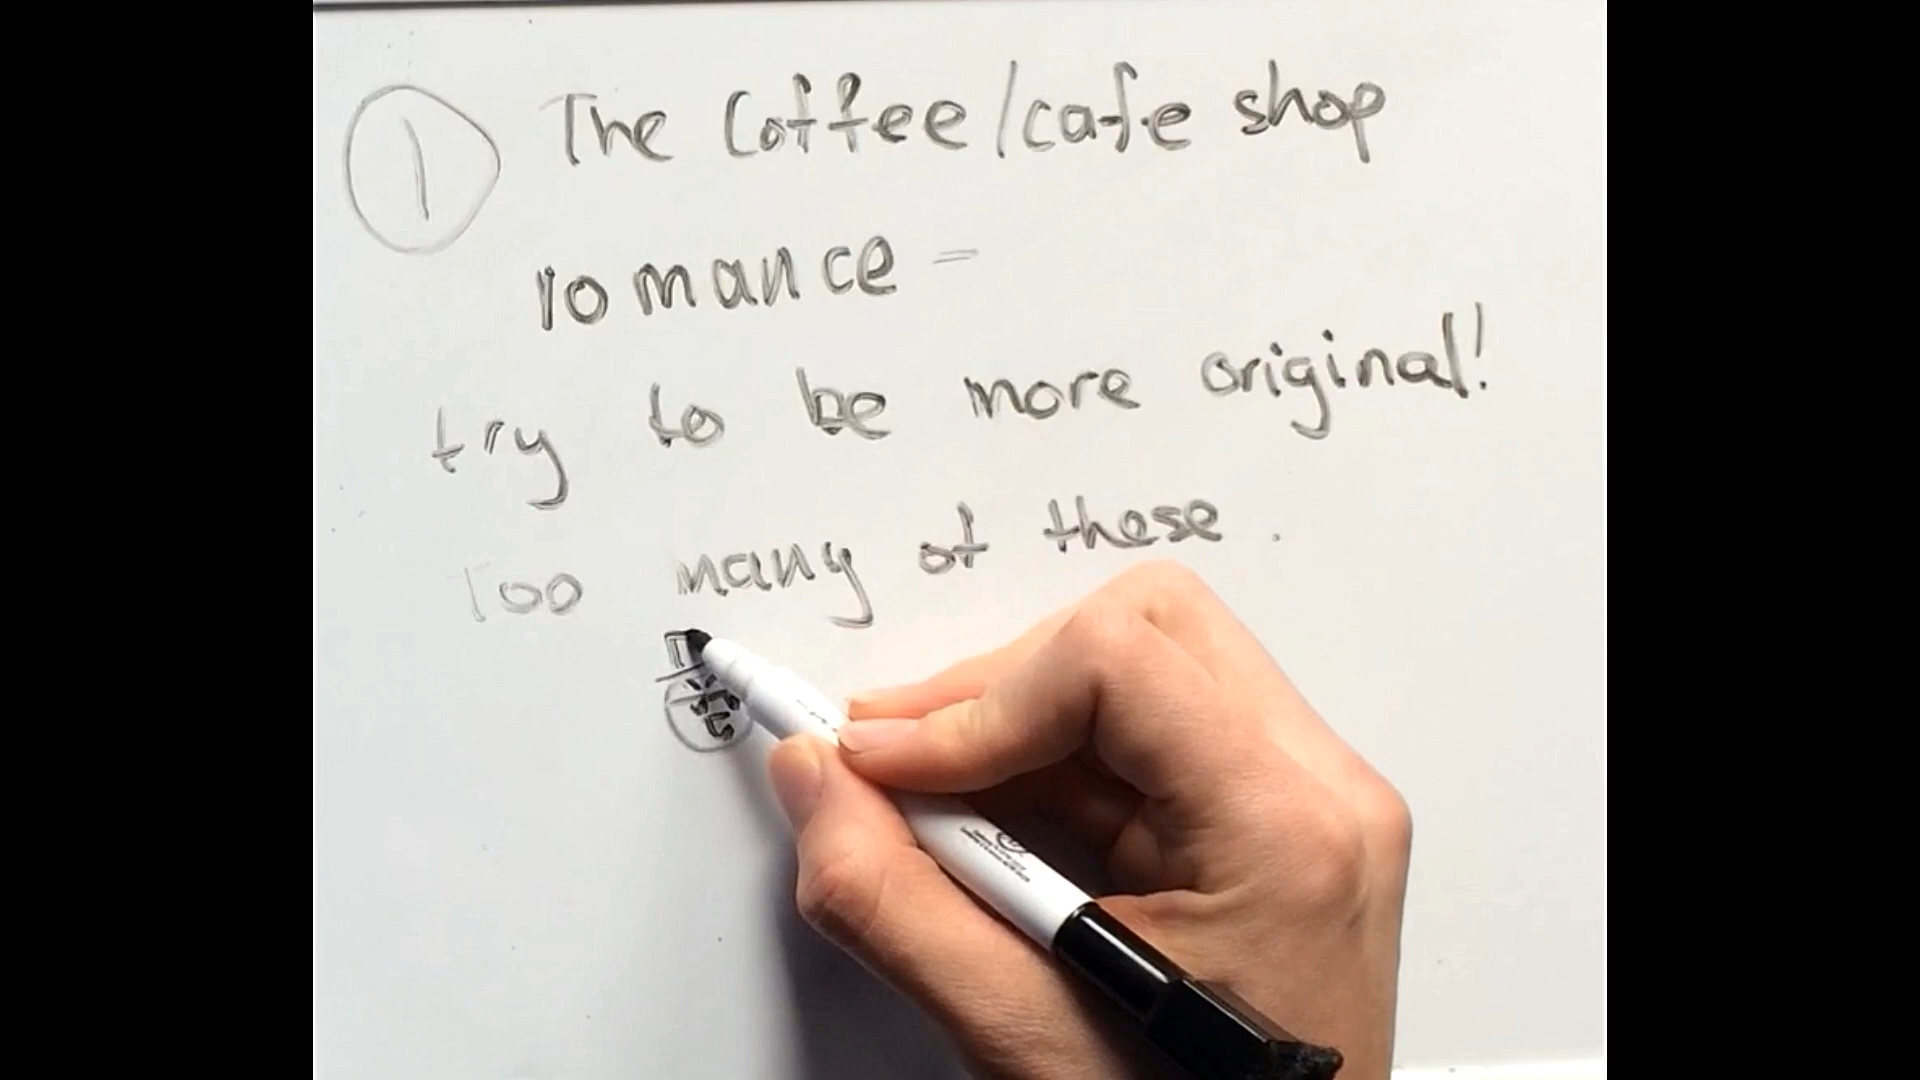 1 The Coffee/cafe shop
romance -
try to be more original!
Too many of these.